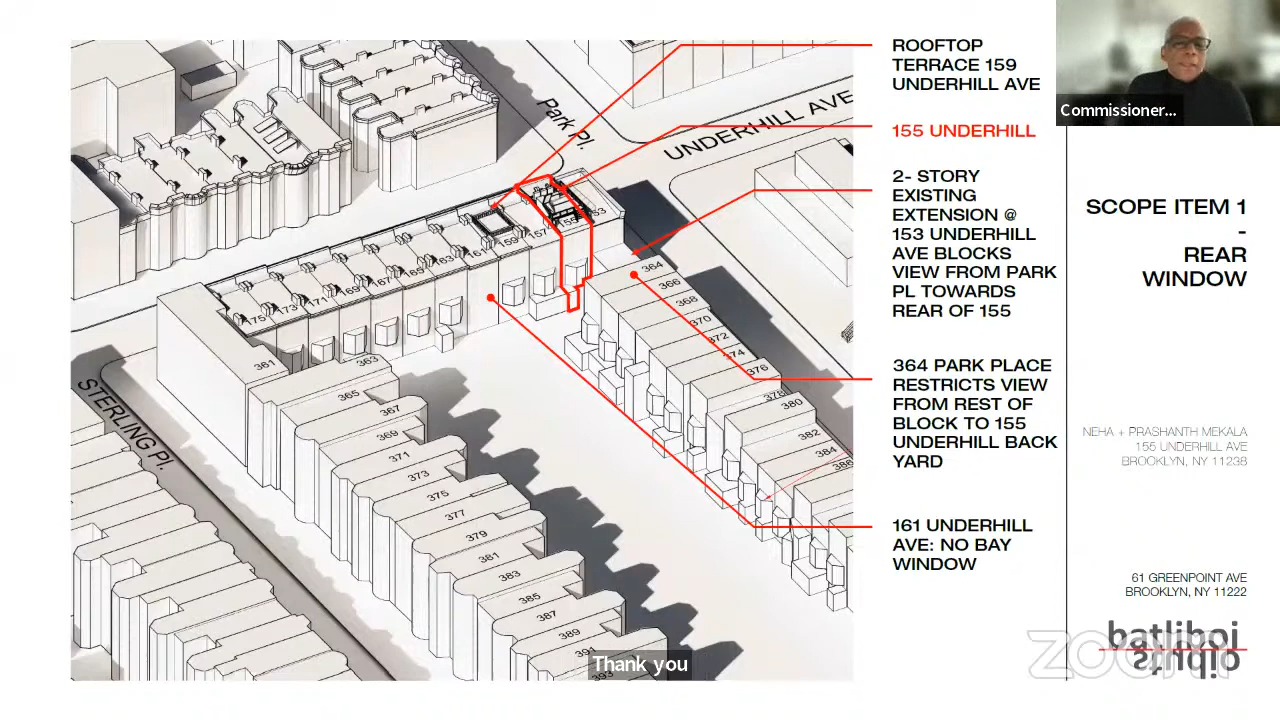 ROOFTOP
TERRACE 159
UNDERHILL AVE
155 UNDERHILL
2- STORY
EXISTING
EXTENSION @
153 UNDERHILL
AVE BLOCKS
VIEW FROM PARK
PL TOWARDS
REAR OF 155
364 PARK PLACE
RESTRICTS VIEW
FROM REST OF
BLOCK TO 155
UNDERHILL BACK
YARD
161 UNDERHILL
AVE: NO BAY
WINDOW
Commissioner...
SCOPE ITEM 1
-
REAR
WINDOW
NEHA + PRASHANTH MEKALA
155 UNDERHILL AVE
BROOKLYN, NY 11238
61 GREENPOINT AVE
BROOKLYN, NY 11222
batliboi
studio
zoom
Park Pl.
UNDERHILL AVE
STERLING Pl.
153
155
157
159
161
163
165
167
169
171
173
175
361
363
365
367
369
371
373
375
377
379
381
383
385
387
389
391
393
364
366
368
370
372
374
376
378
380
382
384
386
Thank you